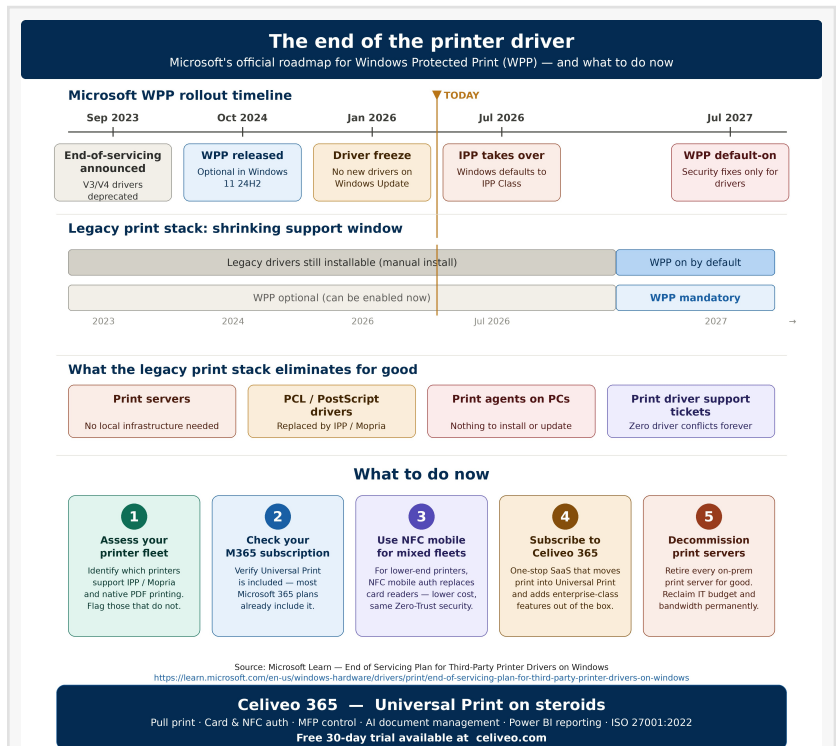 The end of the printer driver
Microsoft's official roadmap for Windows Protected Print (WPP) — and what to do now
Microsoft WPP rollout timeline
TODAY
Sep 2023
Oct 2024
Jan 2026
Jul 2026
Jul 2027
End-of-servicing
announced
V3/V4 drivers
deprecated
WPP released
Optional in Windows
11 24H2
Driver freeze
No new drivers on
Windows Update
IPP takes over
Windows defaults to
IPP Class
WPP default-on
Security fixes only for
drivers
Legacy print stack: shrinking support window
Legacy drivers still installable (manual install)
WPP on by default
WPP optional (can be enabled now)
WPP mandatory
2023
2024
2026
Jul 2026
2027
→
What the legacy print stack eliminates for good
Print servers
No local infrastructure needed
PCL / PostScript
drivers
Replaced by IPP / Mopria
Print agents on PCs
Nothing to install or update
Print driver support
tickets
Zero driver conflicts forever
What to do now
1
Assess your
printer fleet
Identify which printers
support IPP / Mopria
and native PDF printing.
Flag those that do not.
2
Check your
M365 subscription
Verify Universal Print
is included — most
Microsoft 365 plans
already include it.
3
Use NFC mobile
for mixed fleets
For lower-end printers,
NFC mobile auth replaces
card readers — lower cost,
same Zero-Trust security.
4
Subscribe to
Celiveo 365
One-stop SaaS that moves
print into Universal Print
and adds enterprise-class
features out of the box.
5
Decommission
print servers
Retire every on-prem
print server for good.
Reclaim IT budget and
bandwidth permanently.
Source: Microsoft Learn — End of Servicing Plan for Third-Party Printer Drivers on Windows
https://learn.microsoft.com/en-us/windows-hardware/drivers/print/end-of-servicing-plan-for-third-party-printer-drivers-on-windows
Celiveo 365 — Universal Print on steroids
Pull print · Card & NFC auth · MFP control · AI document management · Power BI reporting · ISO 27001:2022
Free 30-day trial available at celiveo.com